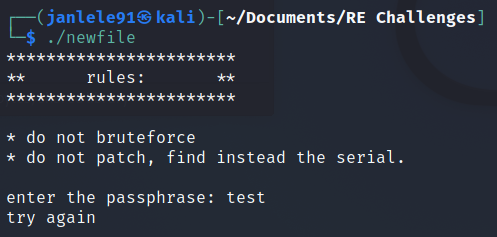 ┌──(janlele91㉿kali)-[~/Documents/RE Challenges]
└─$ ./newfile
***********************
**      rules:       **
***********************
* do not bruteforce
* do not patch, find instead the serial.
enter the passphrase: test
try again